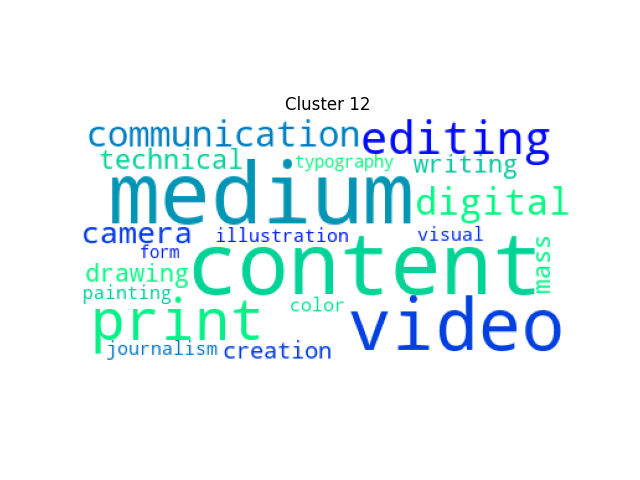 Cluster 12
communication editing
technical typography writing
medium digital
camera illustration visual
form content mass
drawing
painting color
print video
journalism creation